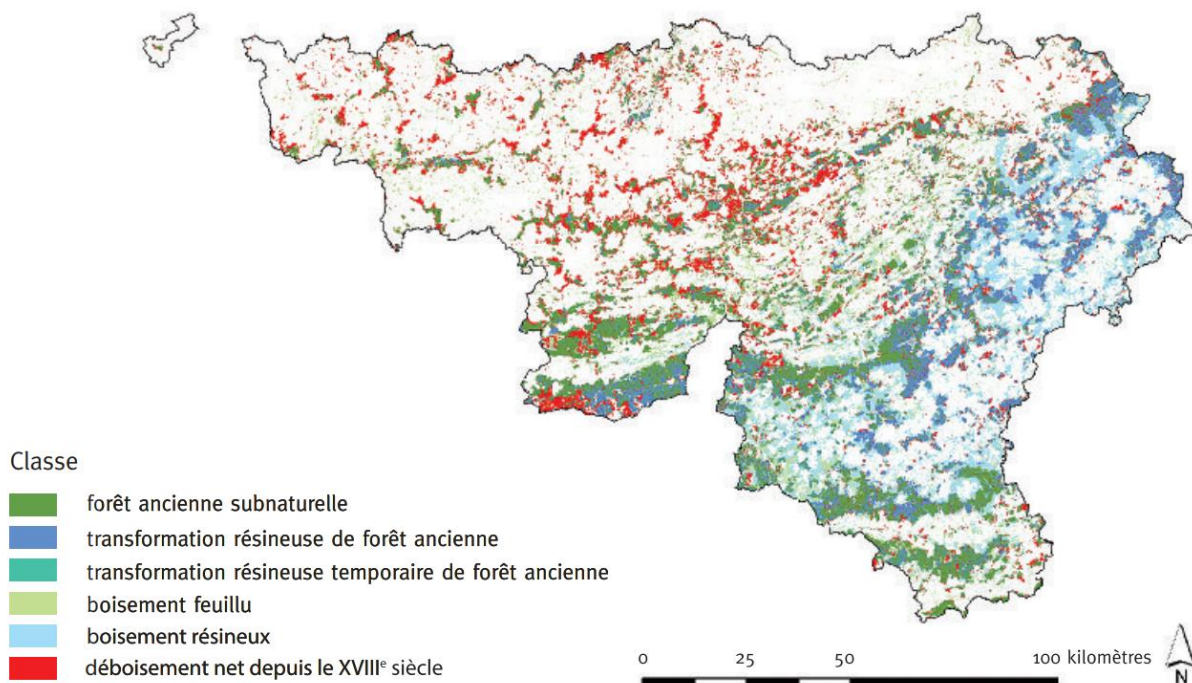 Classe
forêt ancienne subnaturelle
transformation résineuse de forêt ancienne
transformation résineuse temporaire de forêt ancienne
boisement feuillu
boisement résineux
déboisement net depuis le XVIIIᵉ siècle
0 25 50 100 kilomètres
N